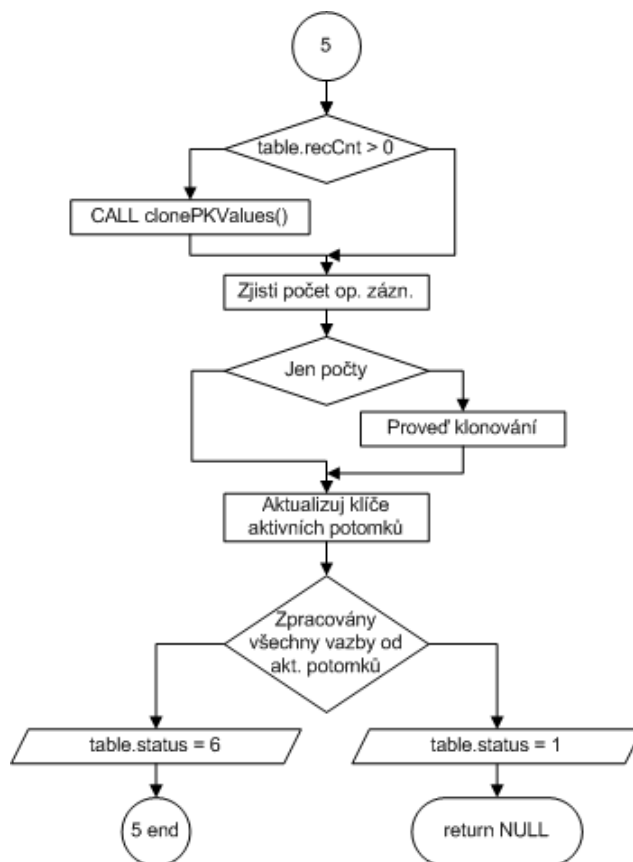 5
table.recCnt > 0
CALL clonePKValues()
Zjisti počet op. zázn.
Jen počty
Proveď klonování
Aktualizuj klíče
aktivních potomků
Zpracovány
všechny vazby od
akt. potomků
table.status = 6
table.status = 1
5 end
return NULL